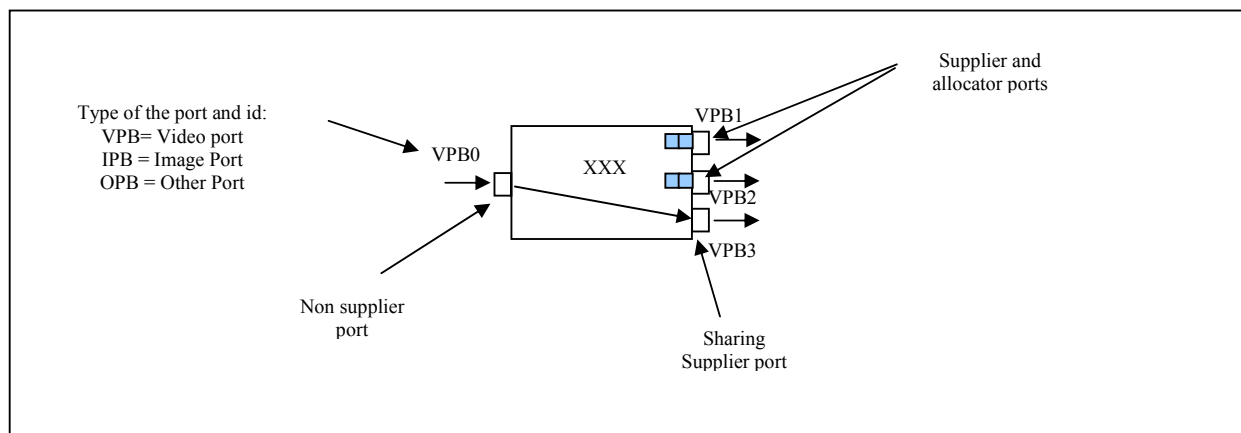 Supplier and
allocator ports
Type of the port and id:
VPB= Video port
IPB = Image Port
OPB = Other Port
VPB0
XXX
VPB1
VPB2
VPB3
Non supplier
port
Sharing
Supplier port